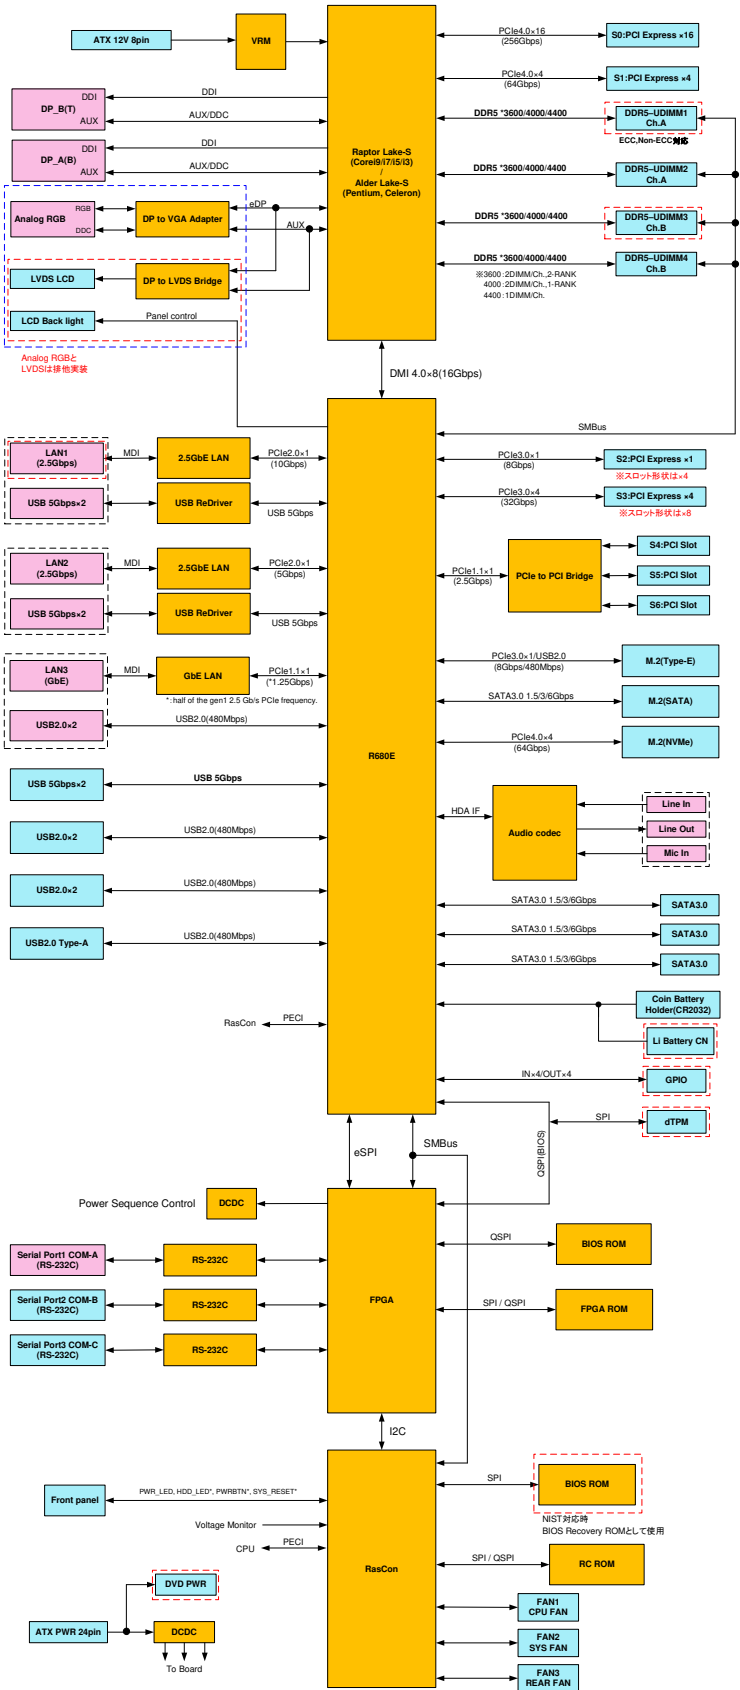 ATX 12V 8pin
VRM
PCIe4.0×16
(256Gbps)
S0:PCI Express ×16
PCIe4.0×4
(64Gbps)
S1:PCI Express ×4
DP_B(T)
DDI
AUX
DDI
AUX/DDC
DP_A(B)
DDI
AUX
DDI
AUX/DDC
Raptor Lake-S
(Corei9/i7/i5/i3)
/
Alder Lake-S
(Pentium, Celeron)
DDR5 *3600/4000/4400
DDR5–UDIMM1
Ch.A
ECC,Non-ECC対応
DDR5 *3600/4000/4400
DDR5–UDIMM2
Ch.A
DDR5 *3600/4000/4400
DDR5–UDIMM3
Ch.B
DDR5 *3600/4000/4400
DDR5–UDIMM4
Ch.B
※3600:2DIMM/Ch.,2-RANK
4000:2DIMM/Ch.,1-RANK
4400:1DIMM/Ch.
Analog RGB
RGB
DDC
DP to VGA Adapter
eDP
AUX
LVDS LCD
DP to LVDS Bridge
LCD Back light
Panel control
Analog RGBと
LVDSは排他実装
DMI 4.0×8(16Gbps)
SMBus
LAN1
(2.5Gbps)
MDI
2.5GbE LAN
PCIe2.0×1
(10Gbps)
USB 5Gbps×2
USB ReDriver
USB 5Gbps
PCIe3.0×1
(8Gbps)
S2:PCI Express ×1
※スロット形状は×4
PCIe3.0×4
(32Gbps)
S3:PCI Express ×4
※スロット形状は×8
LAN2
(2.5Gbps)
MDI
2.5GbE LAN
PCIe2.0×1
(5Gbps)
USB 5Gbps×2
USB ReDriver
USB 5Gbps
PCIe1.1×1
(2.5Gbps)
PCIe to PCI Bridge
S4:PCI Slot
S5:PCI Slot
S6:PCI Slot
LAN3
(GbE)
MDI
GbE LAN
PCIe1.1×1
(*1.25Gbps)
*:half of the gen1 2.5 Gb/s PCIe frequency.
USB2.0×2
USB2.0(480Mbps)
PCIe3.0×1/USB2.0
(8Gbps/480Mbps)
M.2(Type-E)
SATA3.0 1.5/3/6Gbps
M.2(SATA)
PCIe4.0×4
(64Gbps)
M.2(NVMe)
R680E
USB 5Gbps×2
USB 5Gbps
USB2.0×2
USB2.0(480Mbps)
USB2.0×2
USB2.0(480Mbps)
USB2.0 Type-A
USB2.0(480Mbps)
HDA IF
Audio codec
Line In
Line Out
Mic In
SATA3.0 1.5/3/6Gbps
SATA3.0
SATA3.0 1.5/3/6Gbps
SATA3.0
SATA3.0 1.5/3/6Gbps
SATA3.0
RasCon
PECI
Coin Battery
Holder(CR2032)
Li Battery CN
IN×4/OUT×4
GPIO
SPI
dTPM
QSPI(BIOS)
eSPI
SMBus
Power Sequence Control
DCDC
Serial Port1 COM-A
(RS-232C)
RS-232C
Serial Port2 COM-B
(RS-232C)
RS-232C
Serial Port3 COM-C
(RS-232C)
RS-232C
FPGA
QSPI
BIOS ROM
SPI / QSPI
FPGA ROM
I2C
Front panel
PWR_LED, HDD_LED*, PWRBTN*, SYS_RESET*
Voltage Monitor
CPU
PECI
RasCon
SPI
BIOS ROM
NIST対応時
BIOS Recovery ROMとして使用
SPI / QSPI
RC ROM
DVD PWR
ATX PWR 24pin
DCDC
To Board
FAN1
CPU FAN
FAN2
SYS FAN
FAN3
REAR FAN